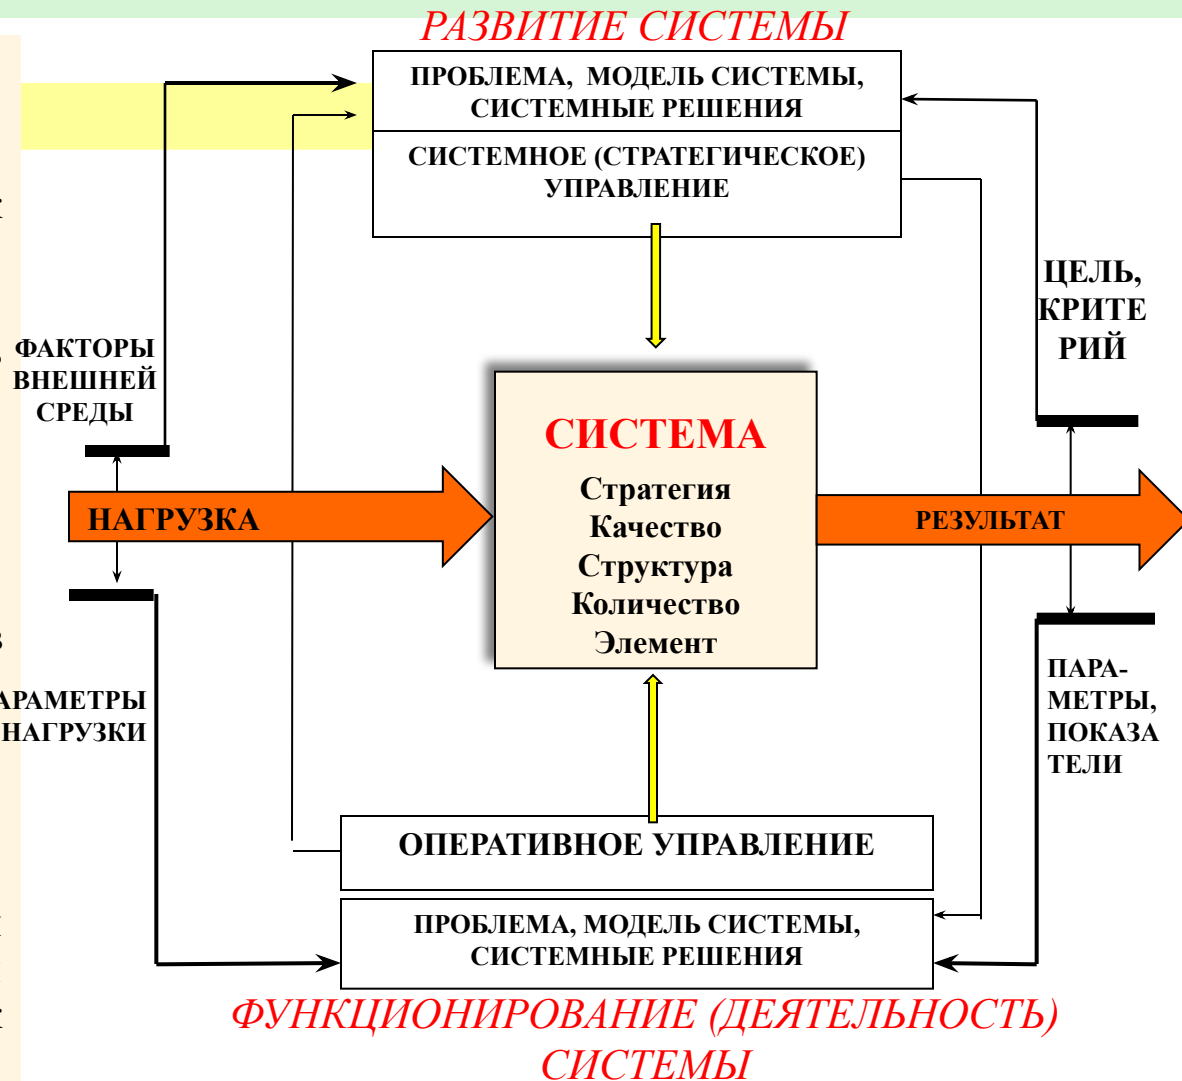 РАЗВИТИЕ СИСТЕМЫ
ПРОБЛЕМА, МОДЕЛЬ СИСТЕМЫ,
СИСТЕМНЫЕ РЕШЕНИЯ
СИСТЕМНОЕ (СТРАТЕГИЧЕСКОЕ)
УПРАВЛЕНИЕ
ЦЕЛЬ,
КРИТЕ
РИЙ
ФАКТОРЫ
ВНЕШНЕЙ
СРЕДЫ
СИСТЕМА
Стратегия
Качество
Структура
Количество
Элемент
НАГРУЗКА
РЕЗУЛЬТАТ
АРАМЕТРЫ
НАГРУЗКИ
ПАРА-
МЕТРЫ,
ПОКАЗА
ТЕЛИ
ОПЕРАТИВНОЕ УПРАВЛЕНИЕ
ПРОБЛЕМА, МОДЕЛЬ СИСТЕМЫ,
СИСТЕМНЫЕ РЕШЕНИЯ
ФУНКЦИОНИРОВАНИЕ (ДЕЯТЕЛЬНОСТЬ)
СИСТЕМЫ